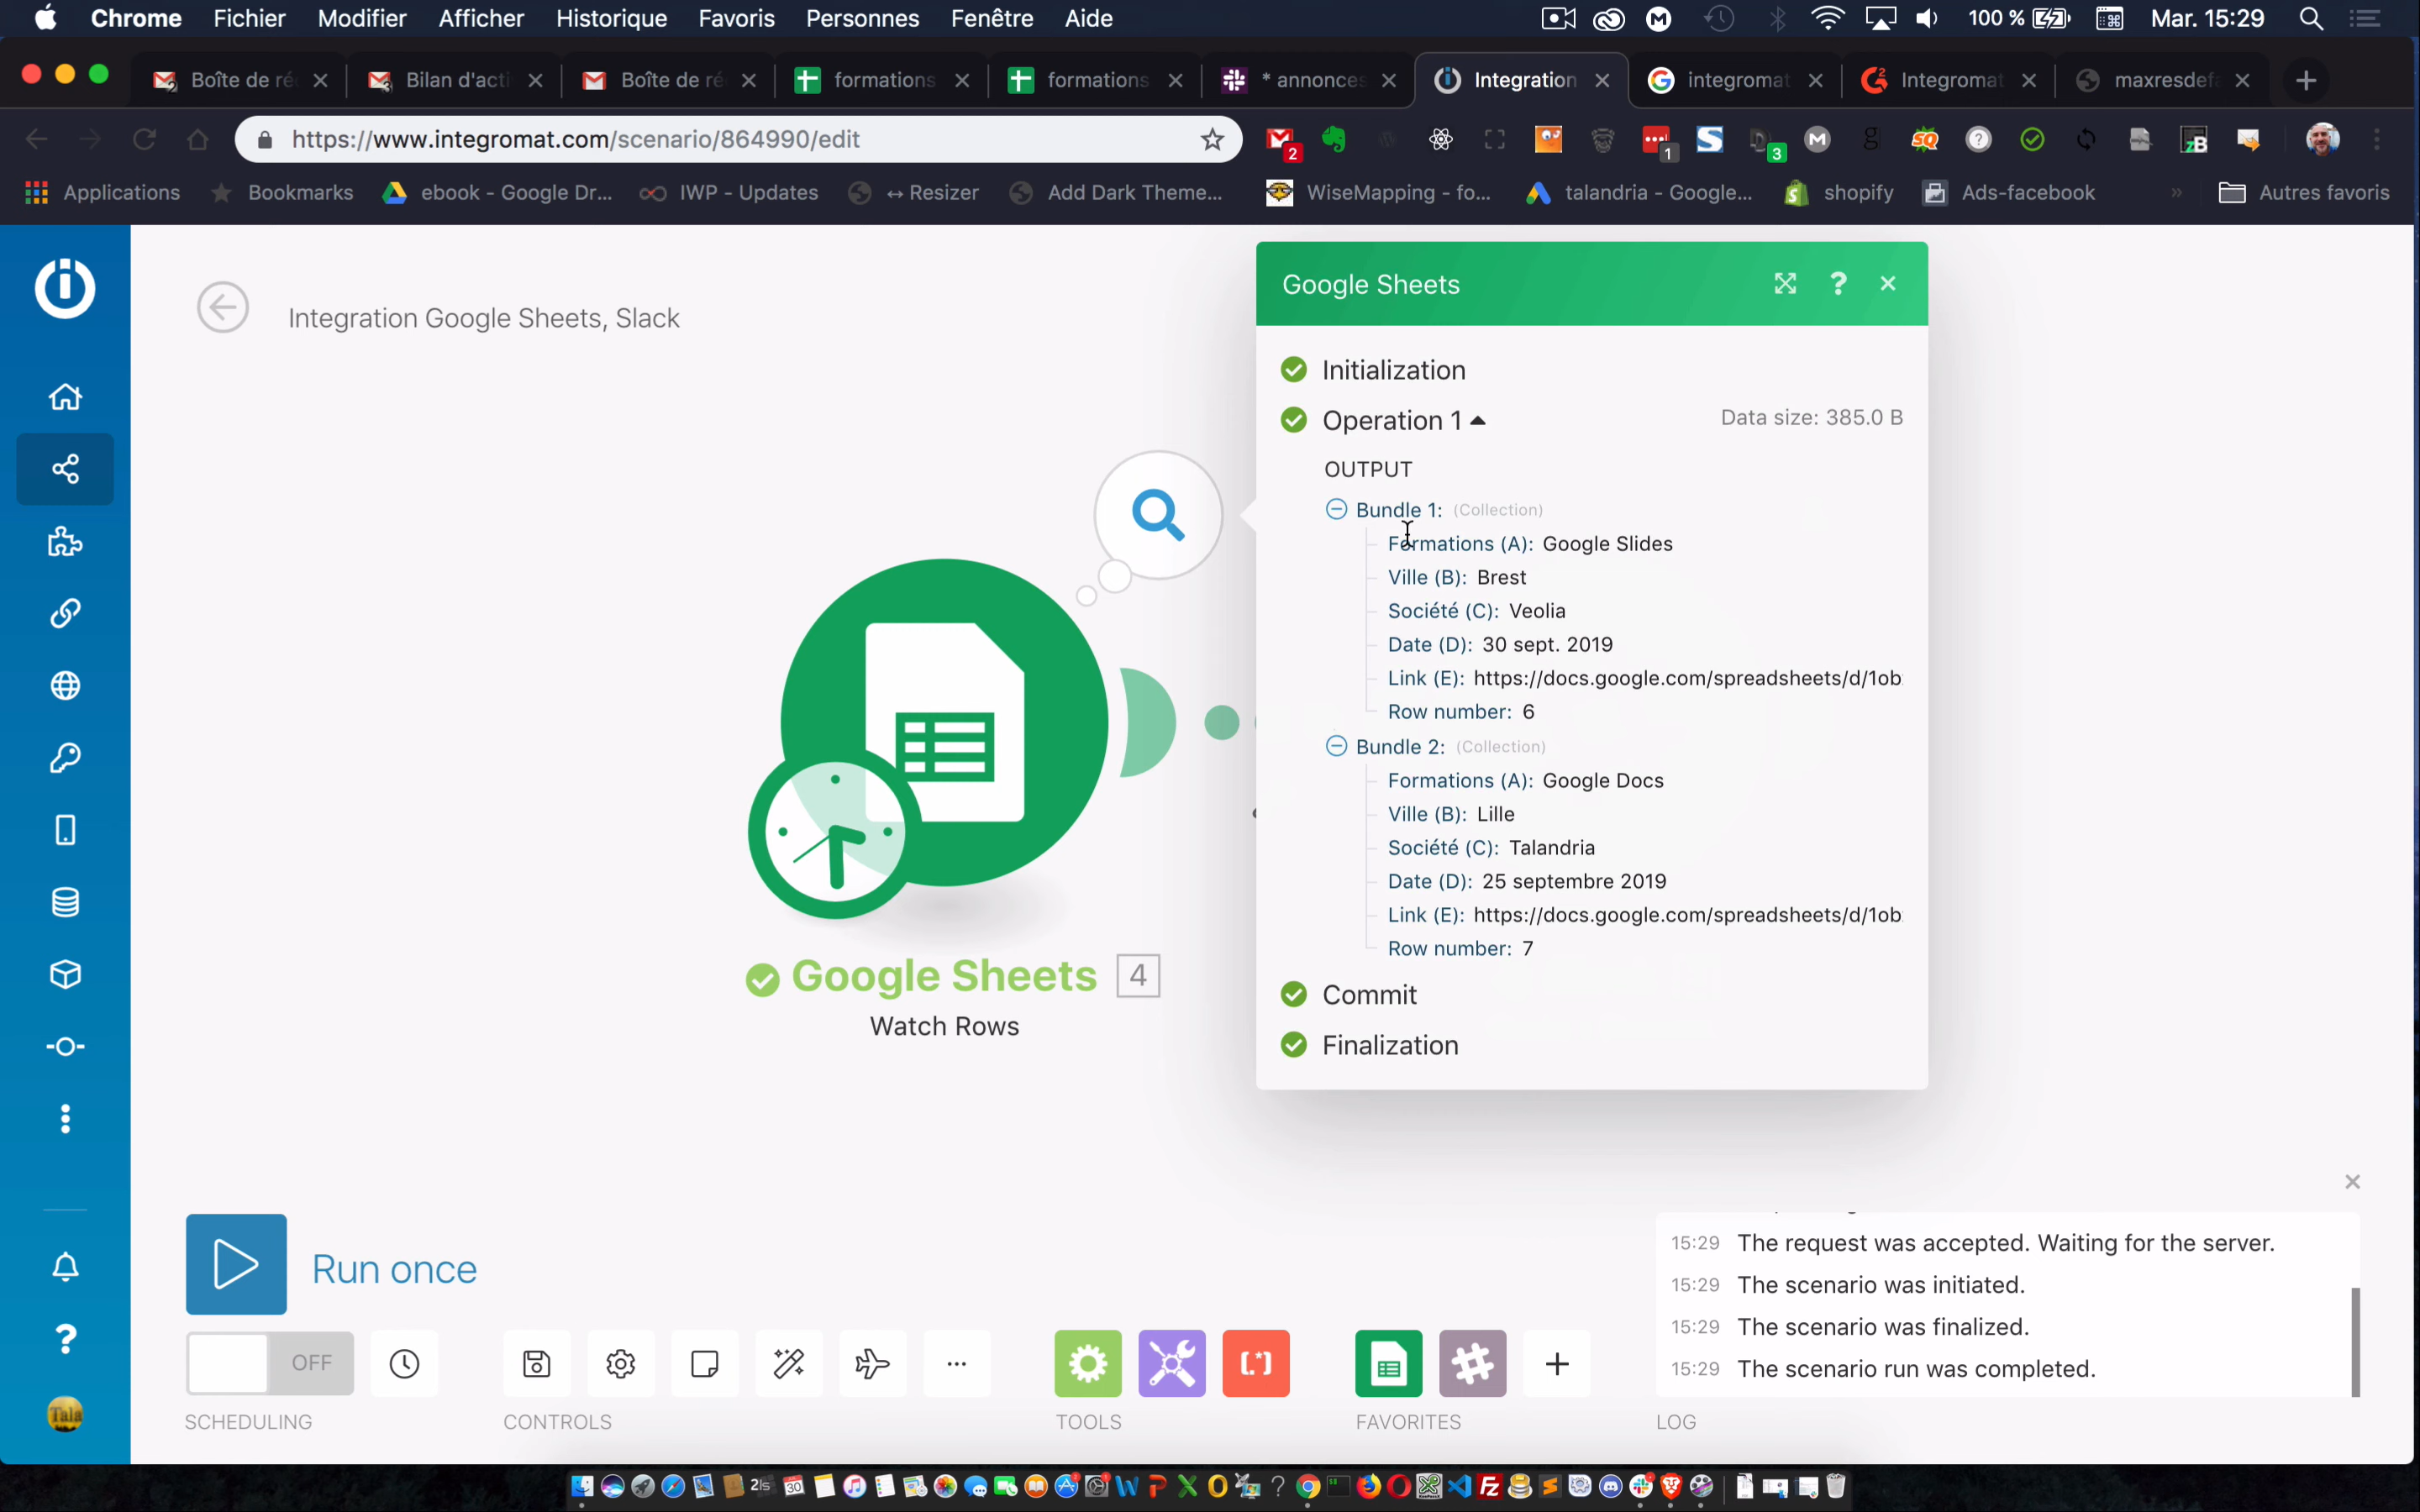 Chrome Fichier Modifier Afficher Historique Favoris Personnes Fenêtre Aide 100 % Mar. 15:29
Boîte de ré Bilan d'acti Boîte de ré formations formations * annonces Integration integromat Integromat maxresdefa
https://www.integromat.com/scenario/864990/edit 2 1 3
Applications Bookmarks ebook - Google Dr... IWP - Updates ↔ Resizer Add Dark Theme... WiseMapping - fo... talandria - Google... shopify Ads-facebook » Autres favoris
Integration Google Sheets, Slack
Google Sheets
Initialization
Operation 1 Data size: 385.0 B
OUTPUT
Bundle 1: (Collection)
Formations (A): Google Slides
Ville (B): Brest
Société (C): Veolia
Date (D): 30 sept. 2019
Link (E): https://docs.google.com/spreadsheets/d/1ob
Row number: 6
Bundle 2: (Collection)
Formations (A): Google Docs
Ville (B): Lille
Société (C): Talandria
Date (D): 25 septembre 2019
Link (E): https://docs.google.com/spreadsheets/d/1ob
Row number: 7
Commit
Finalization
Google Sheets 4
Watch Rows
Run once
OFF
SCHEDULING
CONTROLS
TOOLS
FAVORITES
15:29 The request was accepted. Waiting for the server.
15:29 The scenario was initiated.
15:29 The scenario was finalized.
15:29 The scenario run was completed.
LOG
Tala